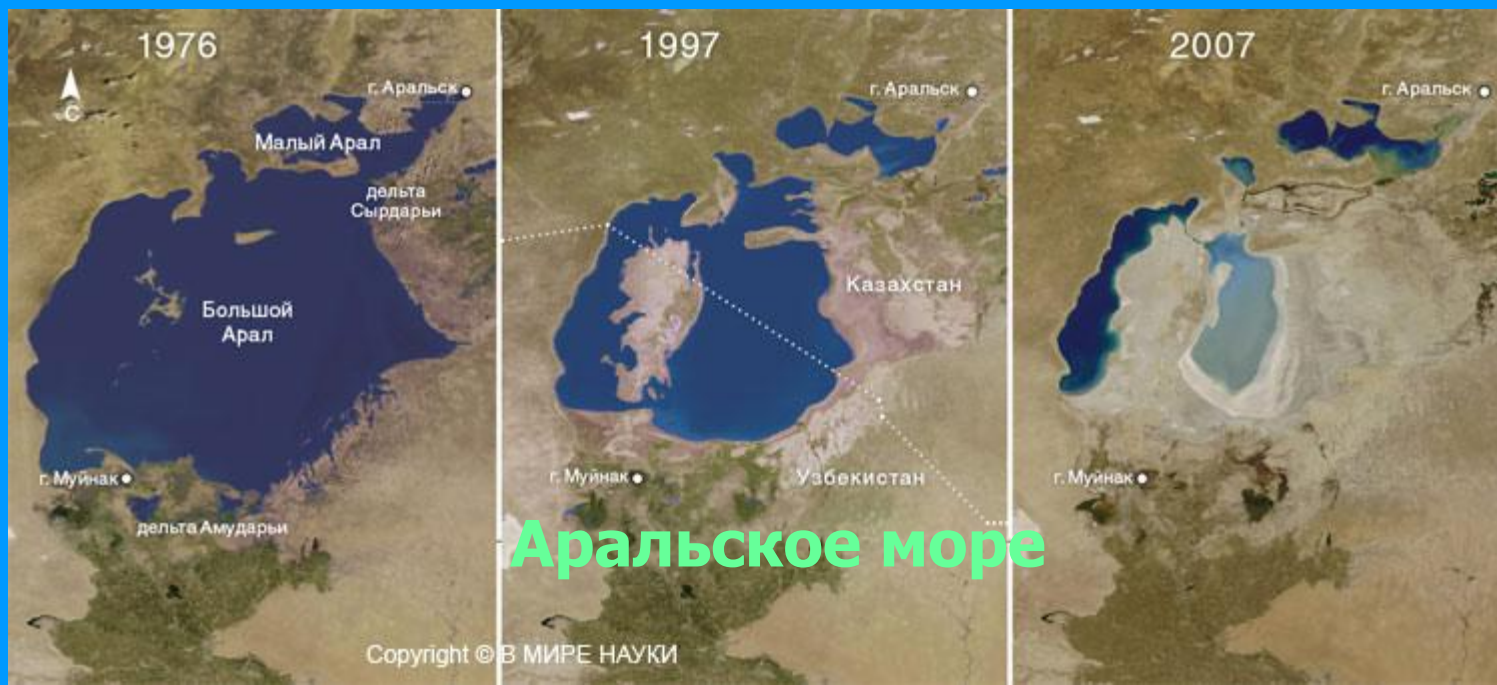 1976
С
г. Аральск
Малый Арал
дельта
Сырдарьи
Большой
Арал
г. Муйнак
дельта Амударьи
1997
г. Аральск
Казахстан
г. Муйнак
Узбекистан
2007
г. Аральск
г. Муйнак
Аральское море
Copyright © В МИРЕ НАУКИ